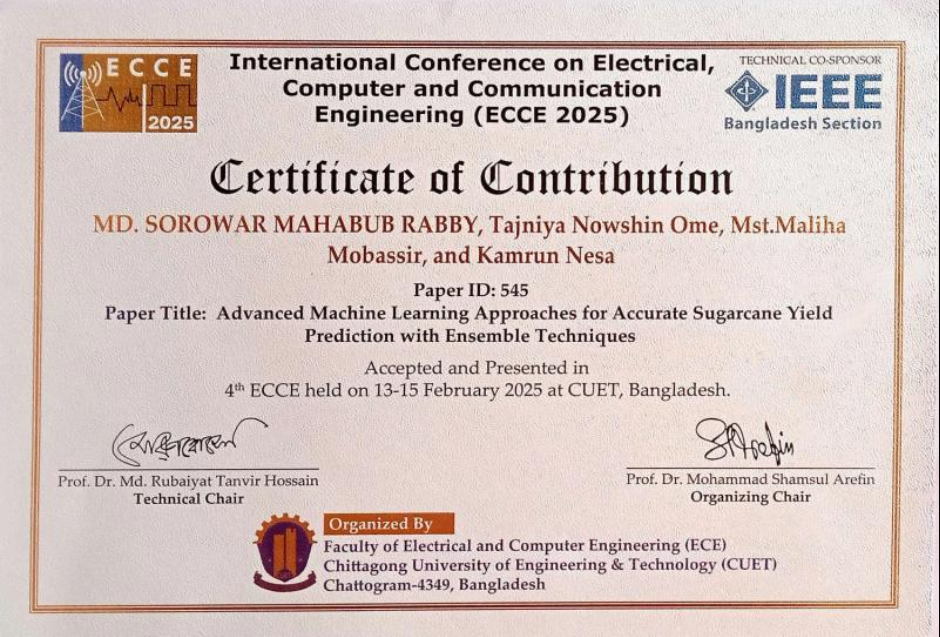 ECCE
2025
International Conference on Electrical,
Computer and Communication
Engineering (ECCE 2025)
TECHNICAL CO-SPONSOR
IEEE
Bangladesh Section
Certificate of Contribution
MD. SOROWAR MAHABUB RABBY, Tajniya Nowshin Ome, Mst.Maliha
Mobassir, and Kamrun Nesa
Paper ID: 545
Paper Title: Advanced Machine Learning Approaches for Accurate Sugarcane Yield
Prediction with Ensemble Techniques
Accepted and Presented in
4th ECCE held on 13-15 February 2025 at CUET, Bangladesh.
Prof. Dr. Md. Rubaiyat Tanvir Hossain
Technical Chair
SArefin
Prof. Dr. Mohammad Shamsul Arefin
Organizing Chair
Organized By
Faculty of Electrical and Computer Engineering (ECE)
Chittagong University of Engineering & Technology (CUET)
Chattogram-4349, Bangladesh